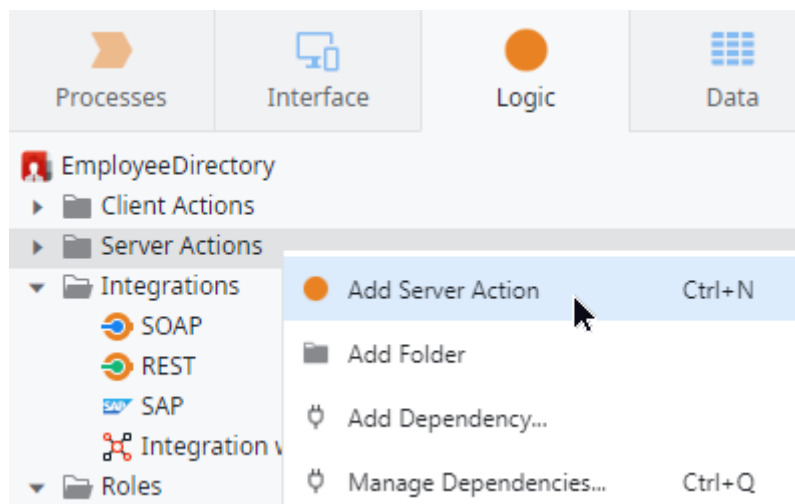 Processes Interface Logic Data
EmployeeDirectory
Client Actions
Server Actions
Integrations
Add Server Action Ctrl+N
SOAP
REST
Add Folder
SAP
Add Dependency...
Integration
Roles
Manage Dependencies... Ctrl+Q